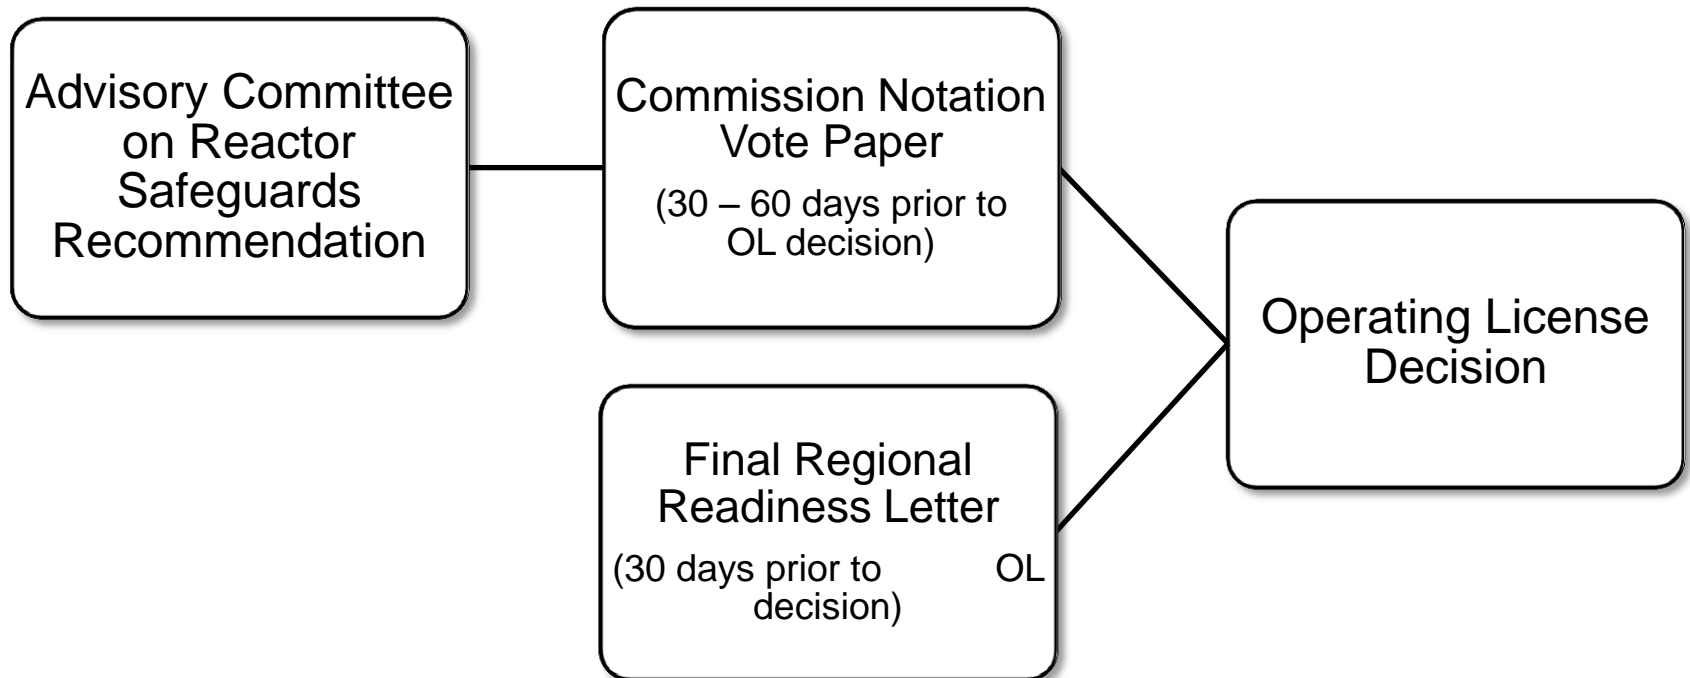 Advisory Committee
on Reactor
Safeguards
Recommendation
Commission Notation
Vote Paper
(30 – 60 days prior to
OL decision)
Final Regional
Readiness Letter
(30 days prior to OL
decision)
Operating License
Decision